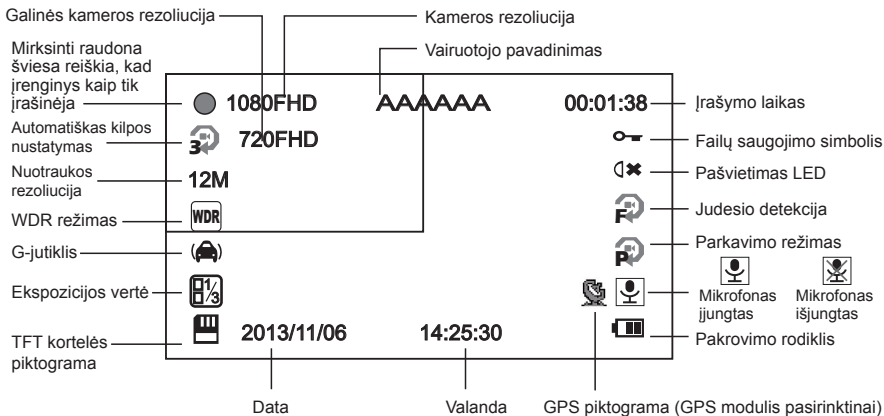 Galinės kameros rezoliucija
Kameros rezoliucija
Mirksinti raudona
šviesa reiškia, kad
įrenginys kaip tik
įrašinėja
Vairuotojo pavadinimas
1080FHD
AAAAAA
00:01:38
Įrašymo laikas
Automatiškas kilpos
nustatymas
3
720FHD
Failų saugojimo simbolis
Nuotraukos
rezoliucija
12M
Pašvietimas LED
WDR režimas
WDR
F
Judesio detekcija
G-jutiklis
P
Parkavimo režimas
Ekspozicijos vertė
1/3
Mikrofonas
įjungtas
Mikrofonas
išjungtas
TFT kortelės
piktograma
2013/11/06
14:25:30
Pakrovimo rodiklis
Data
Valanda
GPS piktograma (GPS modulis pasirinktinai)